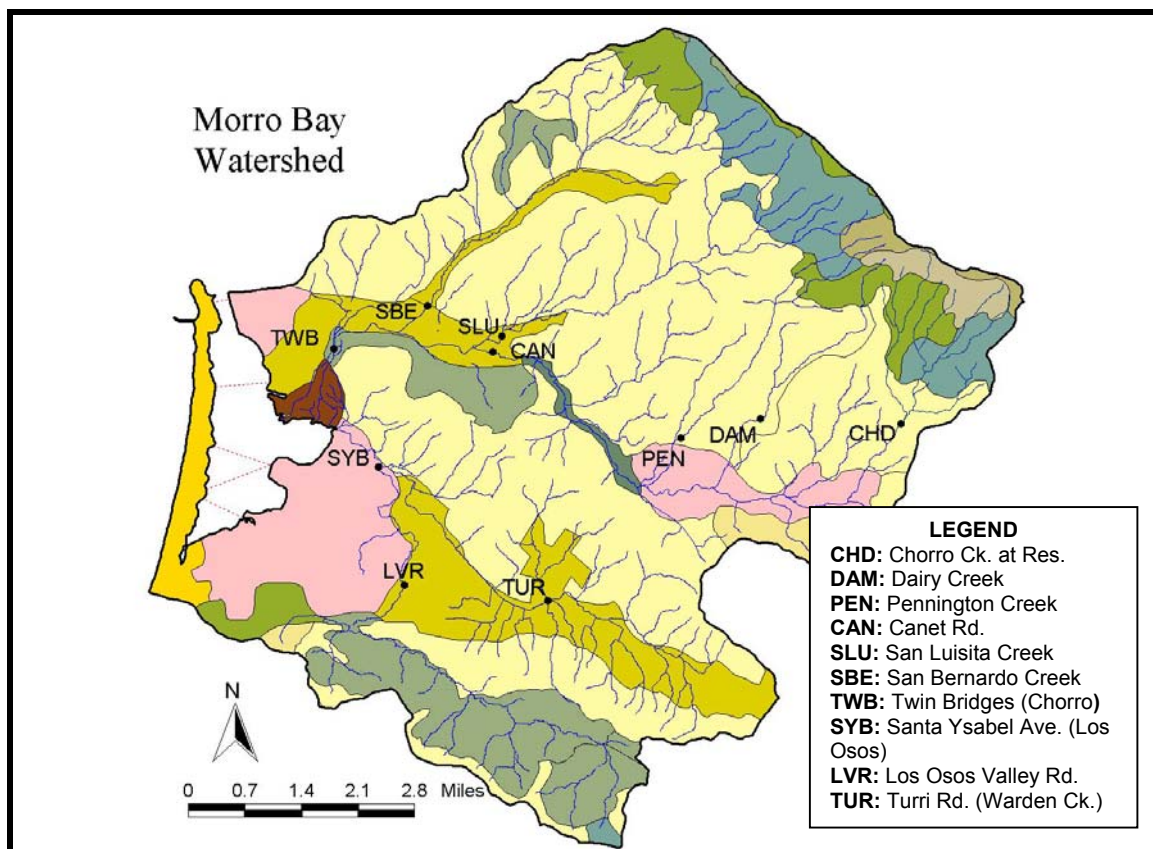 Morro Bay
Watershed
SBE
SLU
TWB
CAN
DAM
CHD
PEN
SYB
LVR
TUR
N
0 0.7 1.4 2.1 2.8 Miles
LEGEND
CHD: Chorro Ck. at Res.
DAM: Dairy Creek
PEN: Pennington Creek
CAN: Canet Rd.
SLU: San Luisita Creek
SBE: San Bernardo Creek
TWB: Twin Bridges (Chorro)
SYB: Santa Ysabel Ave. (Los
Osos)
LVR: Los Osos Valley Rd.
TUR: Turri Rd. (Warden Ck.)